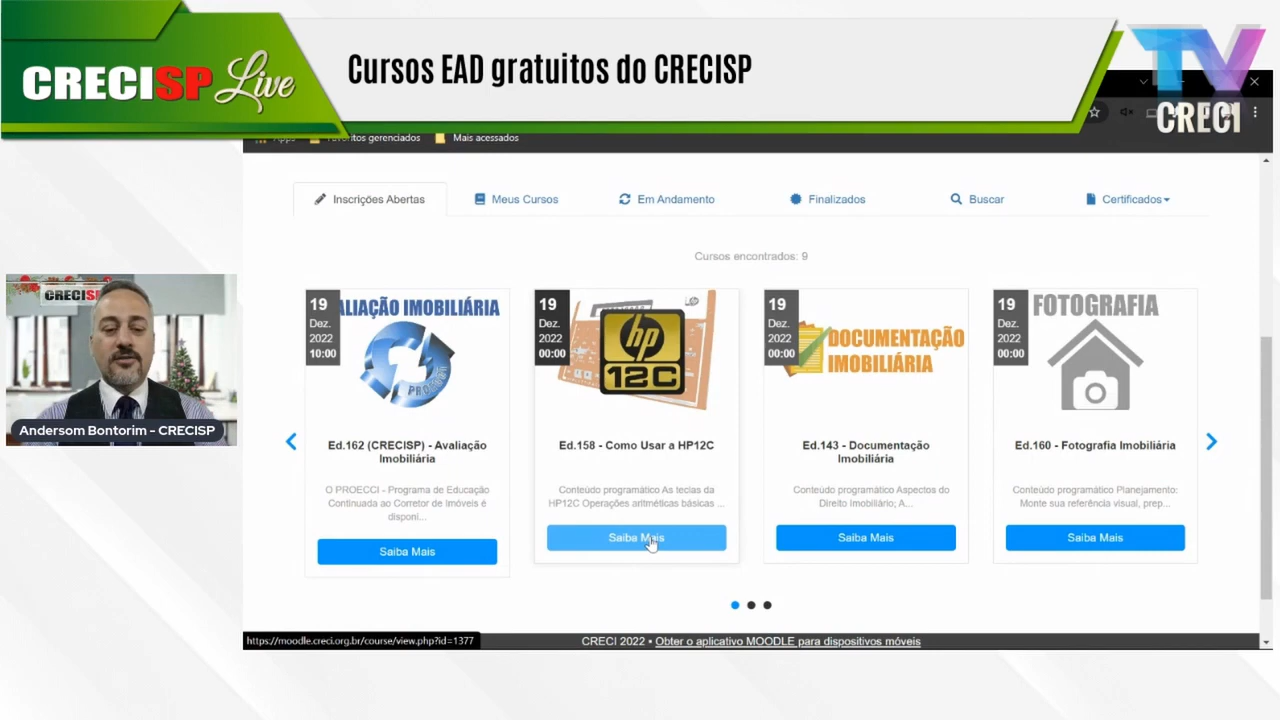 CRECISP Live
Cursos EAD gratuitos do CRECISP
TV
CRECI
Apps
Favoritos gerenciados
Mais acessados
Inscrições Abertas
Meus Cursos
Em Andamento
Finalizados
Buscar
Certificados
Cursos encontrados: 9
19
Dez.
2022
10:00
ALIAÇÃO IMOBILIÁRIA
Ed.162 (CRECISP) - Avaliação
Imobiliária
O PROECCI - Programa de Educação
Continuada ao Corretor de Imóveis é
disponí...
Saiba Mais
19
Dez.
2022
00:00
hp
12C
Ed.158 - Como Usar a HP12C
Conteúdo programático As teclas da
HP12C Operações aritméticas básicas ...
Saiba Mais
19
Dez.
2022
00:00
DOCUMENTAÇÃO
IMOBILIÁRIA
Ed.143 - Documentação
Imobiliária
Conteúdo programático Aspectos do
Direito Imobiliário; A...
Saiba Mais
19
Dez.
2022
00:00
FOTOGRAFIA
Ed.160 - Fotografia Imobiliária
Conteúdo programático Planejamento:
Monte sua referência visual, prep...
Saiba Mais
CRECIS
Andersom Bontorim - CRECISP
https://moodle.creci.org.br/course/view.php?id=1377
CRECI 2022 • Obter o aplicativo MOODLE para dispositivos móveis